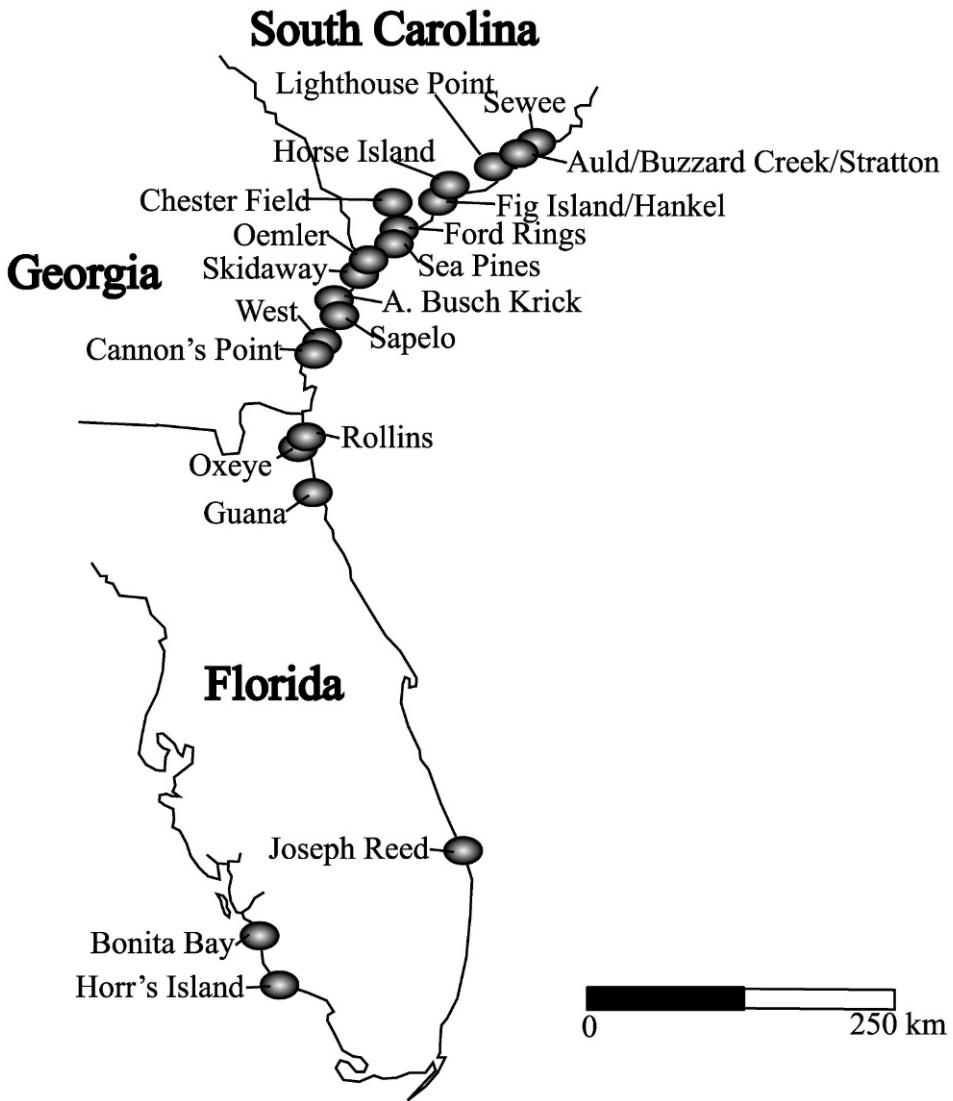 South Carolina
Lighthouse Point
Sewee
Horse Island
Auld/Buzzard Creek/Stratton
Chester Field
Fig Island/Hankel
Oemler
Ford Rings
Georgia
Skidaway
Sea Pines
West
A. Busch Krick
Cannon's Point
Sapelo
Rollins
Oxeye
Guana
Florida
Joseph Reed
Bonita Bay
Horr's Island
0
250 km